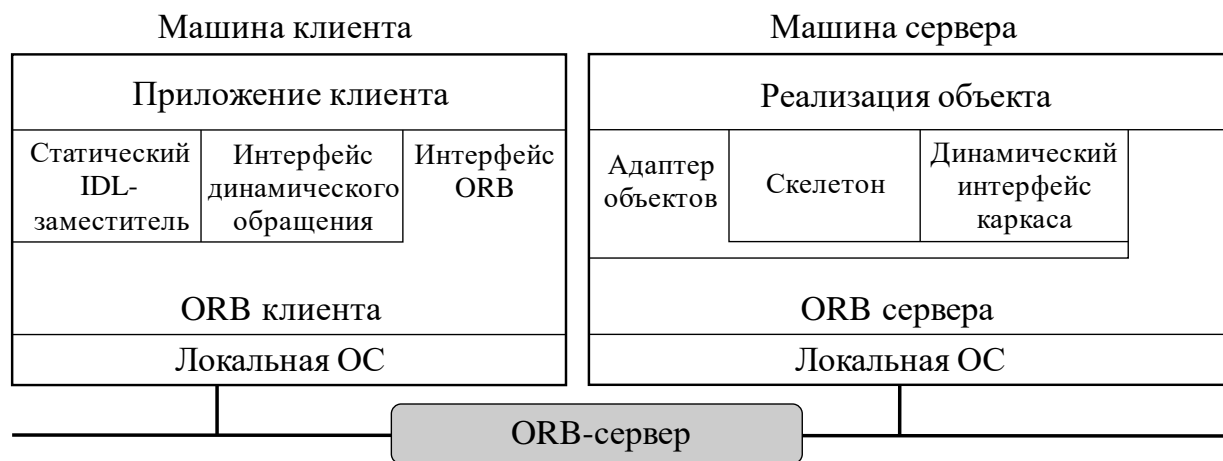 Машина клиента
Машина сервера
Приложение клиента
Реализация объекта
Статический
IDL-
заместитель
Интерфейс
динамического
обращения
Интерфейс
ORB
Адаптер
объектов
Скелетон
Динамический
интерфейс
каркаса
ORB клиента
ORB сервера
Локальная ОС
Локальная ОС
ORB-сервер